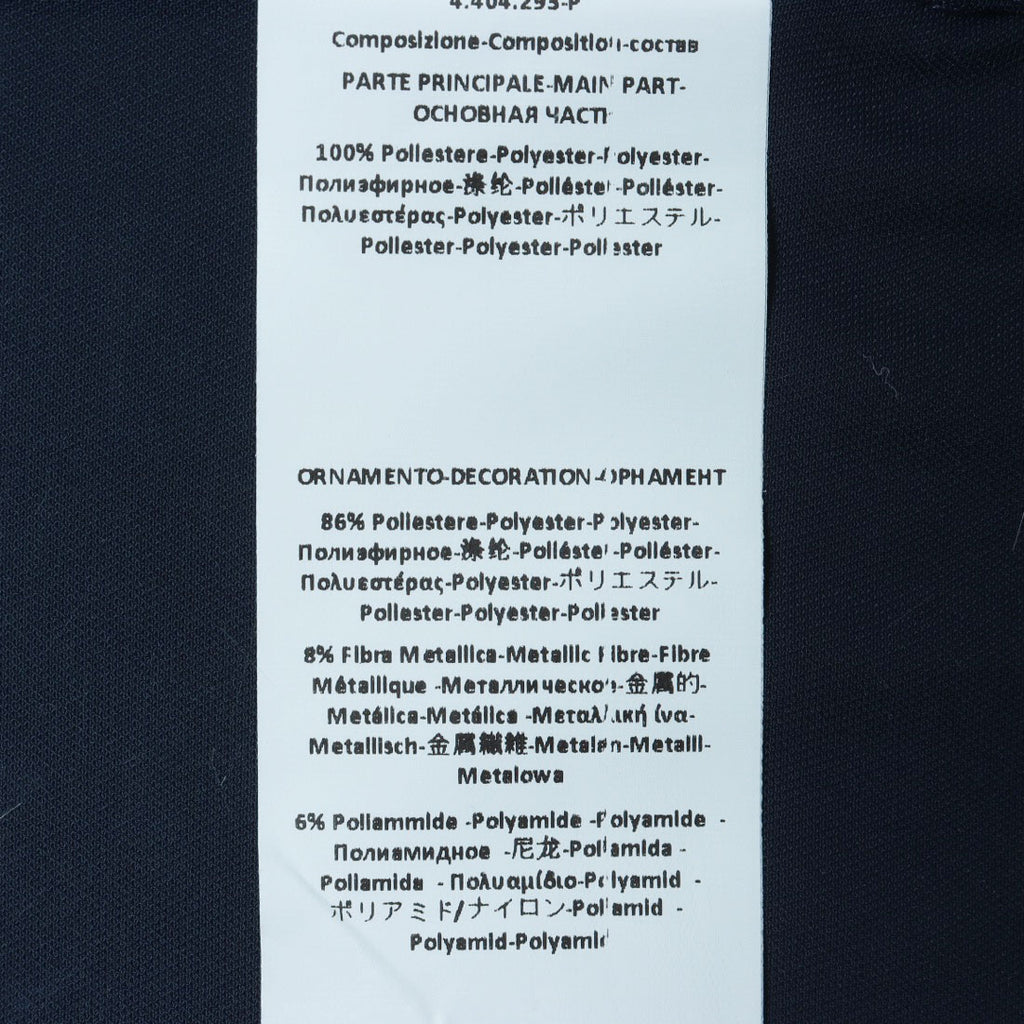 4.404.293-P
Composizione-Composition-состав
PARTE PRINCIPALE-MAIN PART-
ОСНОВНАЯ ЧАСТЬ
100% Poliestere-Polyester-Polyester-
Полиэфирное-涤纶-Poliéster-Poliéster-
Πολυεστέρας-Polyester-ポリエステル-
Poliester-Polyester-Poliester
ORNAMENTO-DECORATION-ОРНАМЕНТ
86% Poliestere-Polyester-Polyester-
Полиэфирное-涤纶-Poliéster-Poliéster-
Πολυεστέρας-Polyester-ポリエステル-
Poliester-Polyester-Poliester
8% Fibra Metallica-Metallic Fibre-Fibre
Métallique -Металлическое-金属的-
Metálica-Metálica -Μεταλλική ίνα-
Metallisch-金属繊維-Metalen-Metalli-
Metalowa
6% Poliammide -Polyamide -Polyamide -
Полиамидное -尼龙-Poliamida -
Poliamida - Πολυαμίδιο-Polyamid -
ポリアミド/ナイロン-Poliamid -
Polyamid-Polyamid